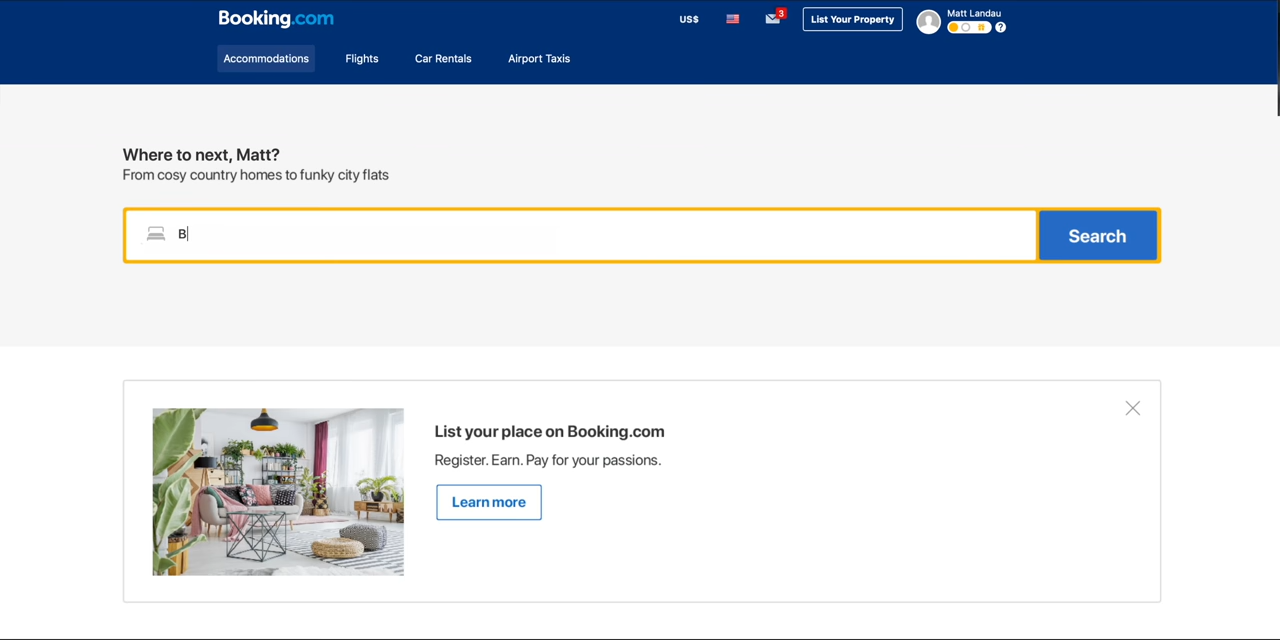 Booking.com
US$
3
List Your Property
Matt Landau
?
Accommodations
Flights
Car Rentals
Airport Taxis
Where to next, Matt?
From cosy country homes to funky city flats
B
Search
List your place on Booking.com
Register. Earn. Pay for your passions.
Learn more